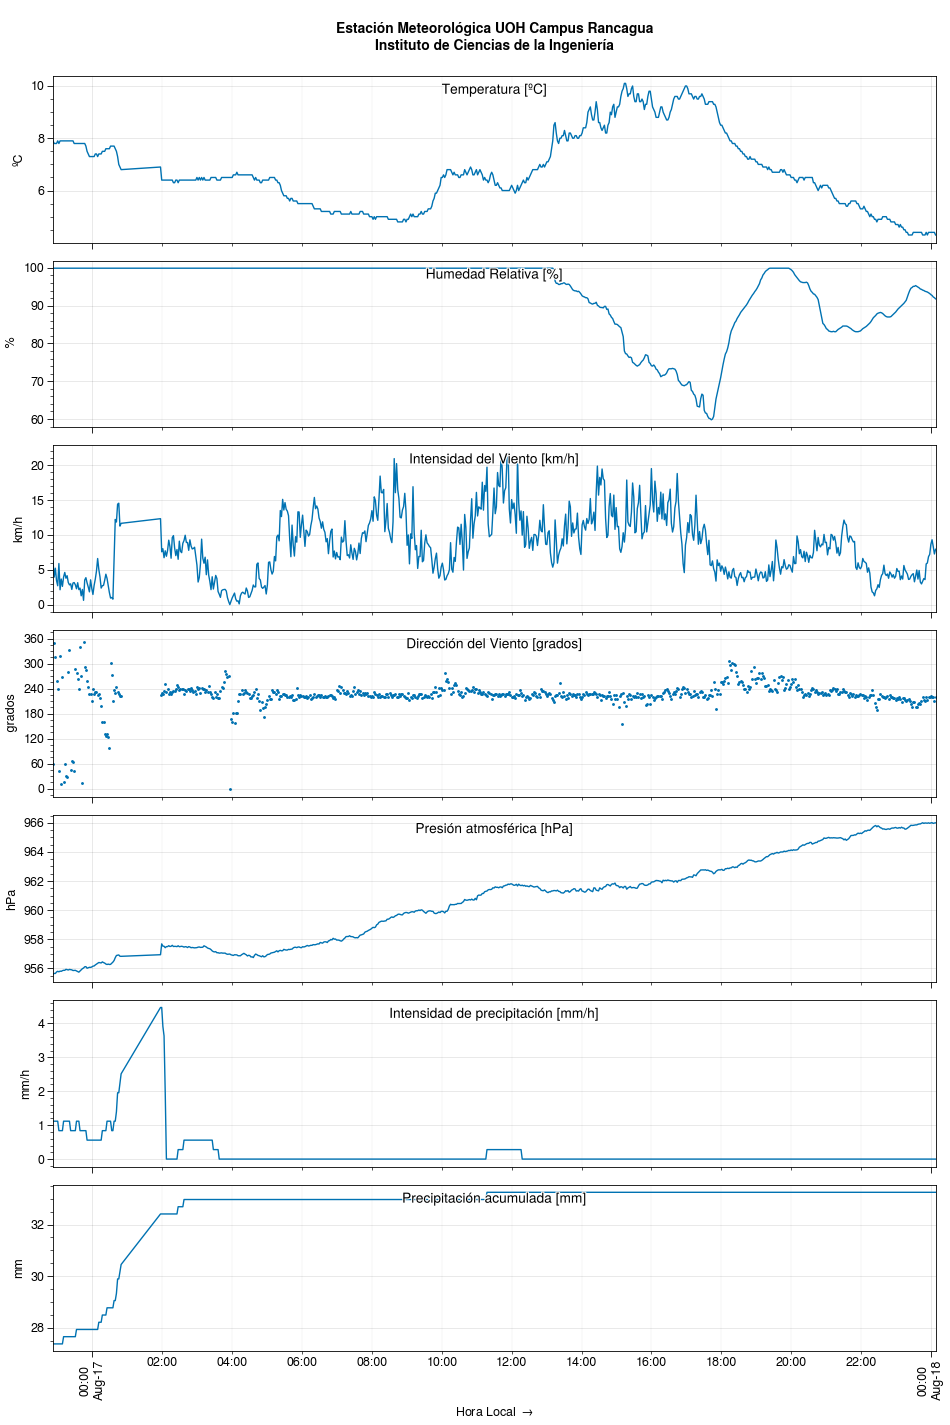 Estación Meteorológica UOH Campus Rancagua
Instituto de Ciencias de la Ingeniería
Temperatura [ºC]
ºC
10
8
6
Humedad Relativa [%]
%
100
90
80
70
60
Intensidad del Viento [km/h]
km/h
20
15
10
5
0
Dirección del Viento [grados]
grados
360
300
240
180
120
60
0
Presión atmosférica [hPa]
hPa
966
964
962
960
958
956
Intensidad de precipitación [mm/h]
mm/h
4
3
2
1
0
Precipitación acumulada [mm]
mm
32
30
28
00:00 Aug-17 02:00 04:00 06:00 08:00 10:00 12:00 14:00 16:00 18:00 20:00 22:00 00:00 Aug-18
Hora Local →